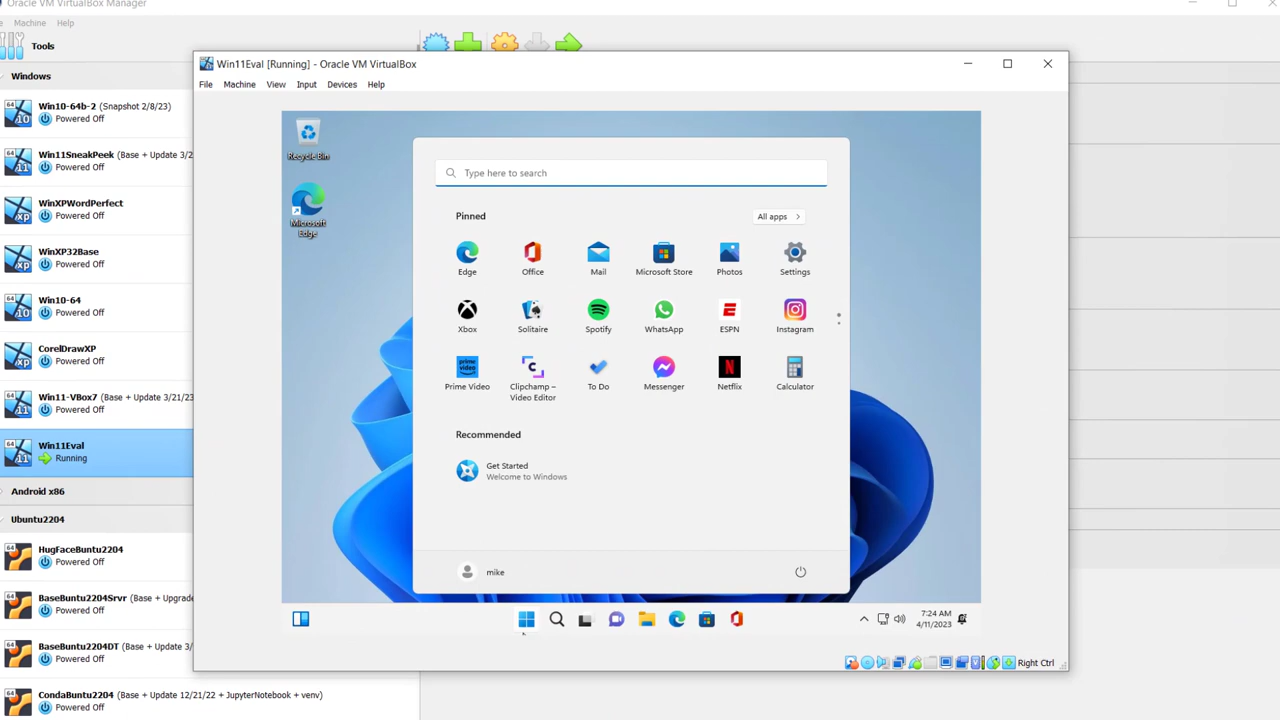 Oracle VM VirtualBox Manager
Machine Help
Tools
Windows
Win10-64b-2 (Snapshot 2/8/23)
Powered Off
Win11SneakPeek (Base + Update 3/2
Powered Off
WinXPWordPerfect
Powered Off
WinXP32Base
Powered Off
Win10-64
Powered Off
CorelDrawXP
Powered Off
Win11-VBox7 (Base + Update 3/21/23
Powered Off
Win11Eval
Running
Android x86
Ubuntu2204
HugFaceBuntu2204
Powered Off
BaseBuntu2204Srvr (Base + Upgrade
Powered Off
BaseBuntu2204DT (Base + Update 3/
Powered Off
CondaBuntu2204 (Base + Update 12/21/22 + JupyterNotebook + venv)
Powered Off
Win11Eval [Running] - Oracle VM VirtualBox
File Machine View Input Devices Help
Recycle Bin
Microsoft
Edge
Type here to search
Pinned
All apps
Edge Office Mail Microsoft Store Photos Settings
Xbox Solitaire Spotify WhatsApp ESPN Instagram
Prime Video Clipchamp – Video Editor To Do Messenger Netflix Calculator
Recommended
Get Started
Welcome to Windows
mike
7:24 AM
4/11/2023
Right Ctrl